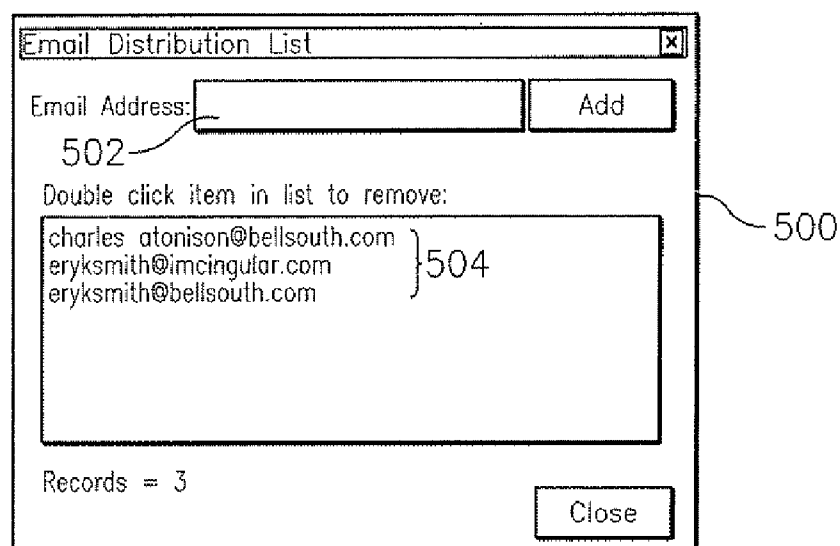 Email Distribution List
Email Address:
Add
502
Double click item in list to remove:
500
charles atonison@bellsouth.com
eryksmith@imcingular.com
504
eryksmith@bellsouth.com
Records = 3
Close